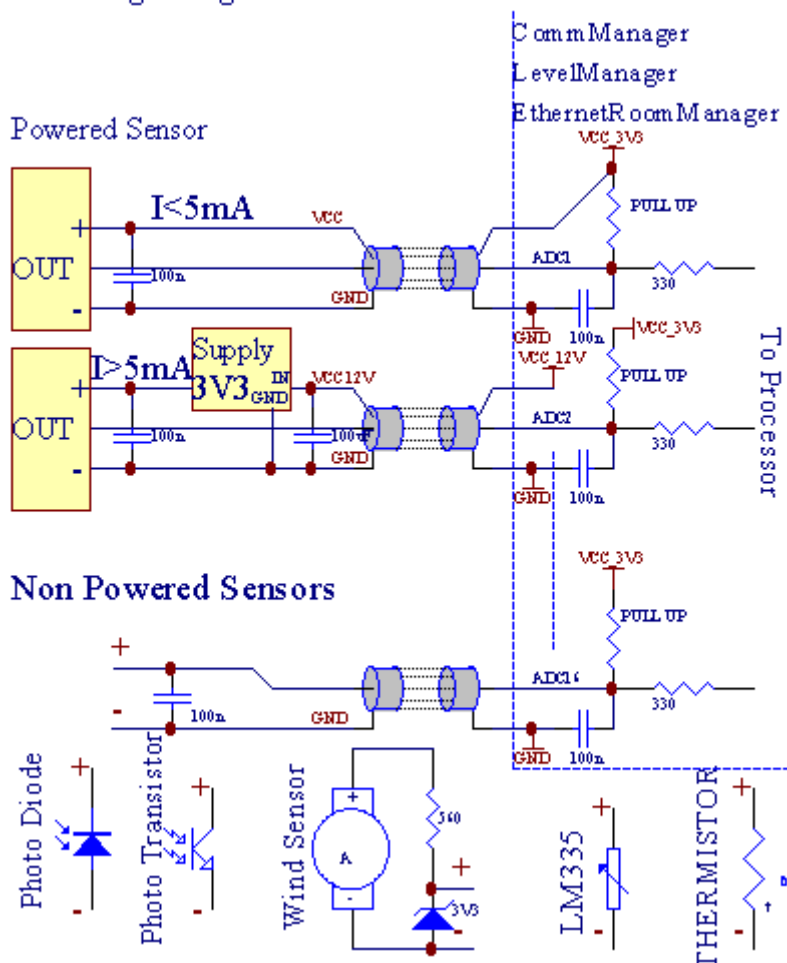 CommManager
LevelManager
EthernetRoomManager
Powered Sensor
VCC_3V3
I<5mA
VCC
PULL UP
+
OUT
100n
ADC1
330
-
GND
GND
100n
VCC_3V3
I>5mA
Supply
3V3
IN
GND
VCC12V
VCC_12V
PULL UP
+
OUT
100n
100uF
ADC2
330
-
GND
GND
100n
To Processor
Non Powered Sensors
VCC_3V3
PULL UP
+
ADC16
330
-
100n
GND
GND
100n
Photo Diode
+
-
Photo Transistor
+
-
Wind Sensor
+
A
-
560
+
3V3
-
LM335
+
-
THERMISTOR
+
-
t